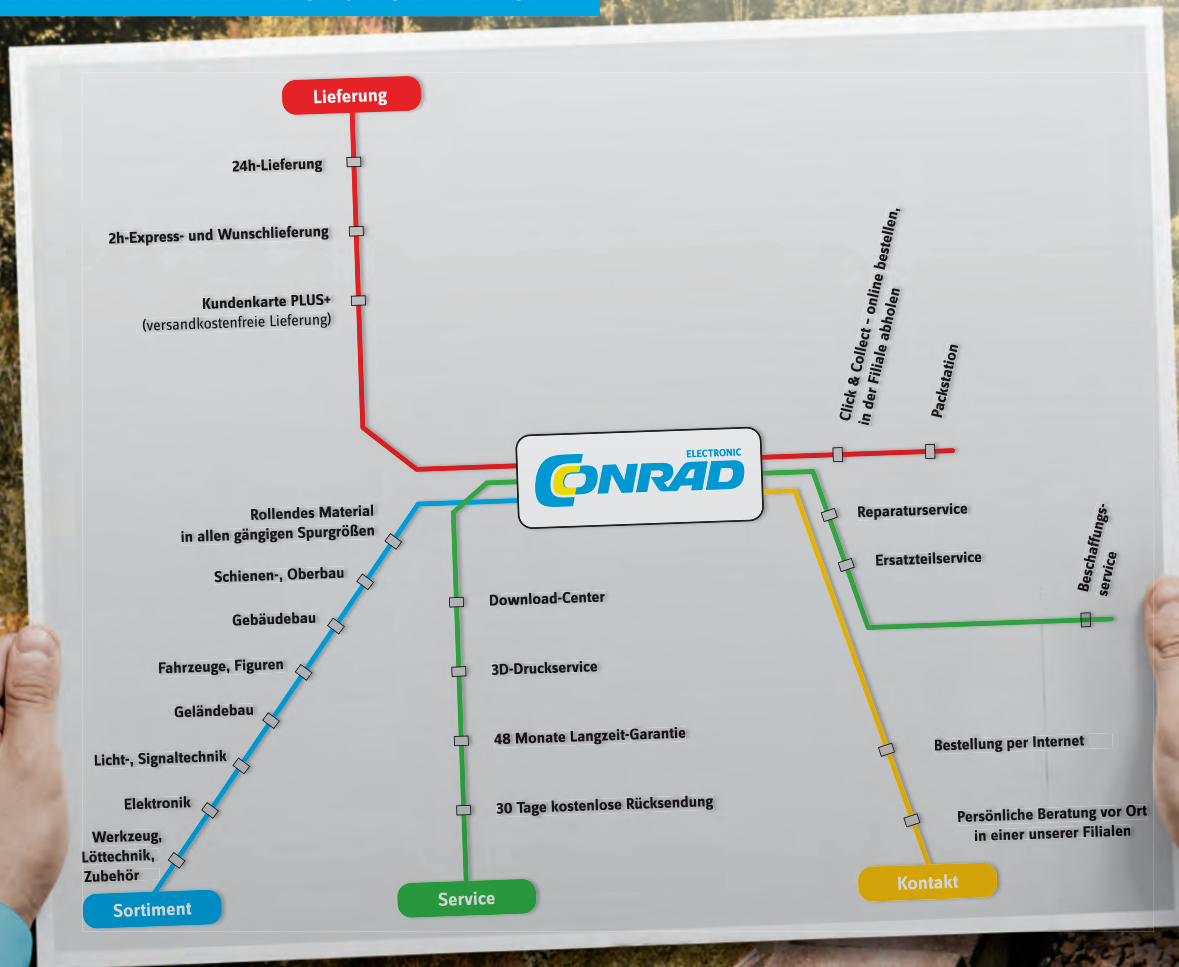 Lieferung
24h-Lieferung
2h-Express- und Wunschlieferung
Kundenkarte PLUS+
(versandkostenfreie Lieferung)
Click & Collect – online bestellen,
in der Filiale abholen
Packstation
ELECTRONIC
CONRAD
Rollendes Material
in allen gängigen Spurgrößen
Schienen-, Oberbau
Gebäudebau
Fahrzeuge, Figuren
Geländebau
Licht-, Signaltechnik
Elektronik
Werkzeug,
Löttechnik,
Zubehör
Sortiment
Download-Center
3D-Druckservice
48 Monate Langzeit-Garantie
30 Tage kostenlose Rücksendung
Service
Reparaturservice
Ersatzteilservice
Beschaffungs-
service
Bestellung per Internet
Persönliche Beratung vor Ort
in einer unserer Filialen
Kontakt